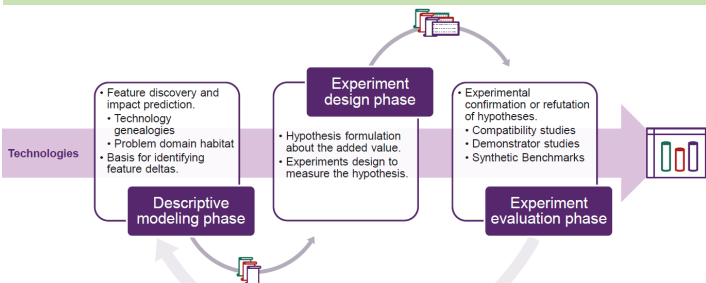 Technologies
• Feature discovery and
impact prediction.
• Technology
genealogies
• Problem domain habitat
• Basis for identifying
feature deltas.
Descriptive
modeling phase
Experiment
design phase
• Hypothesis formulation
about the added value.
• Experiments design to
measure the hypothesis.
• Experimental
confirmation or refutation
of hypotheses.
• Compatibility studies
• Demonstrator studies
• Synthetic Benchmarks
Experiment
evaluation phase